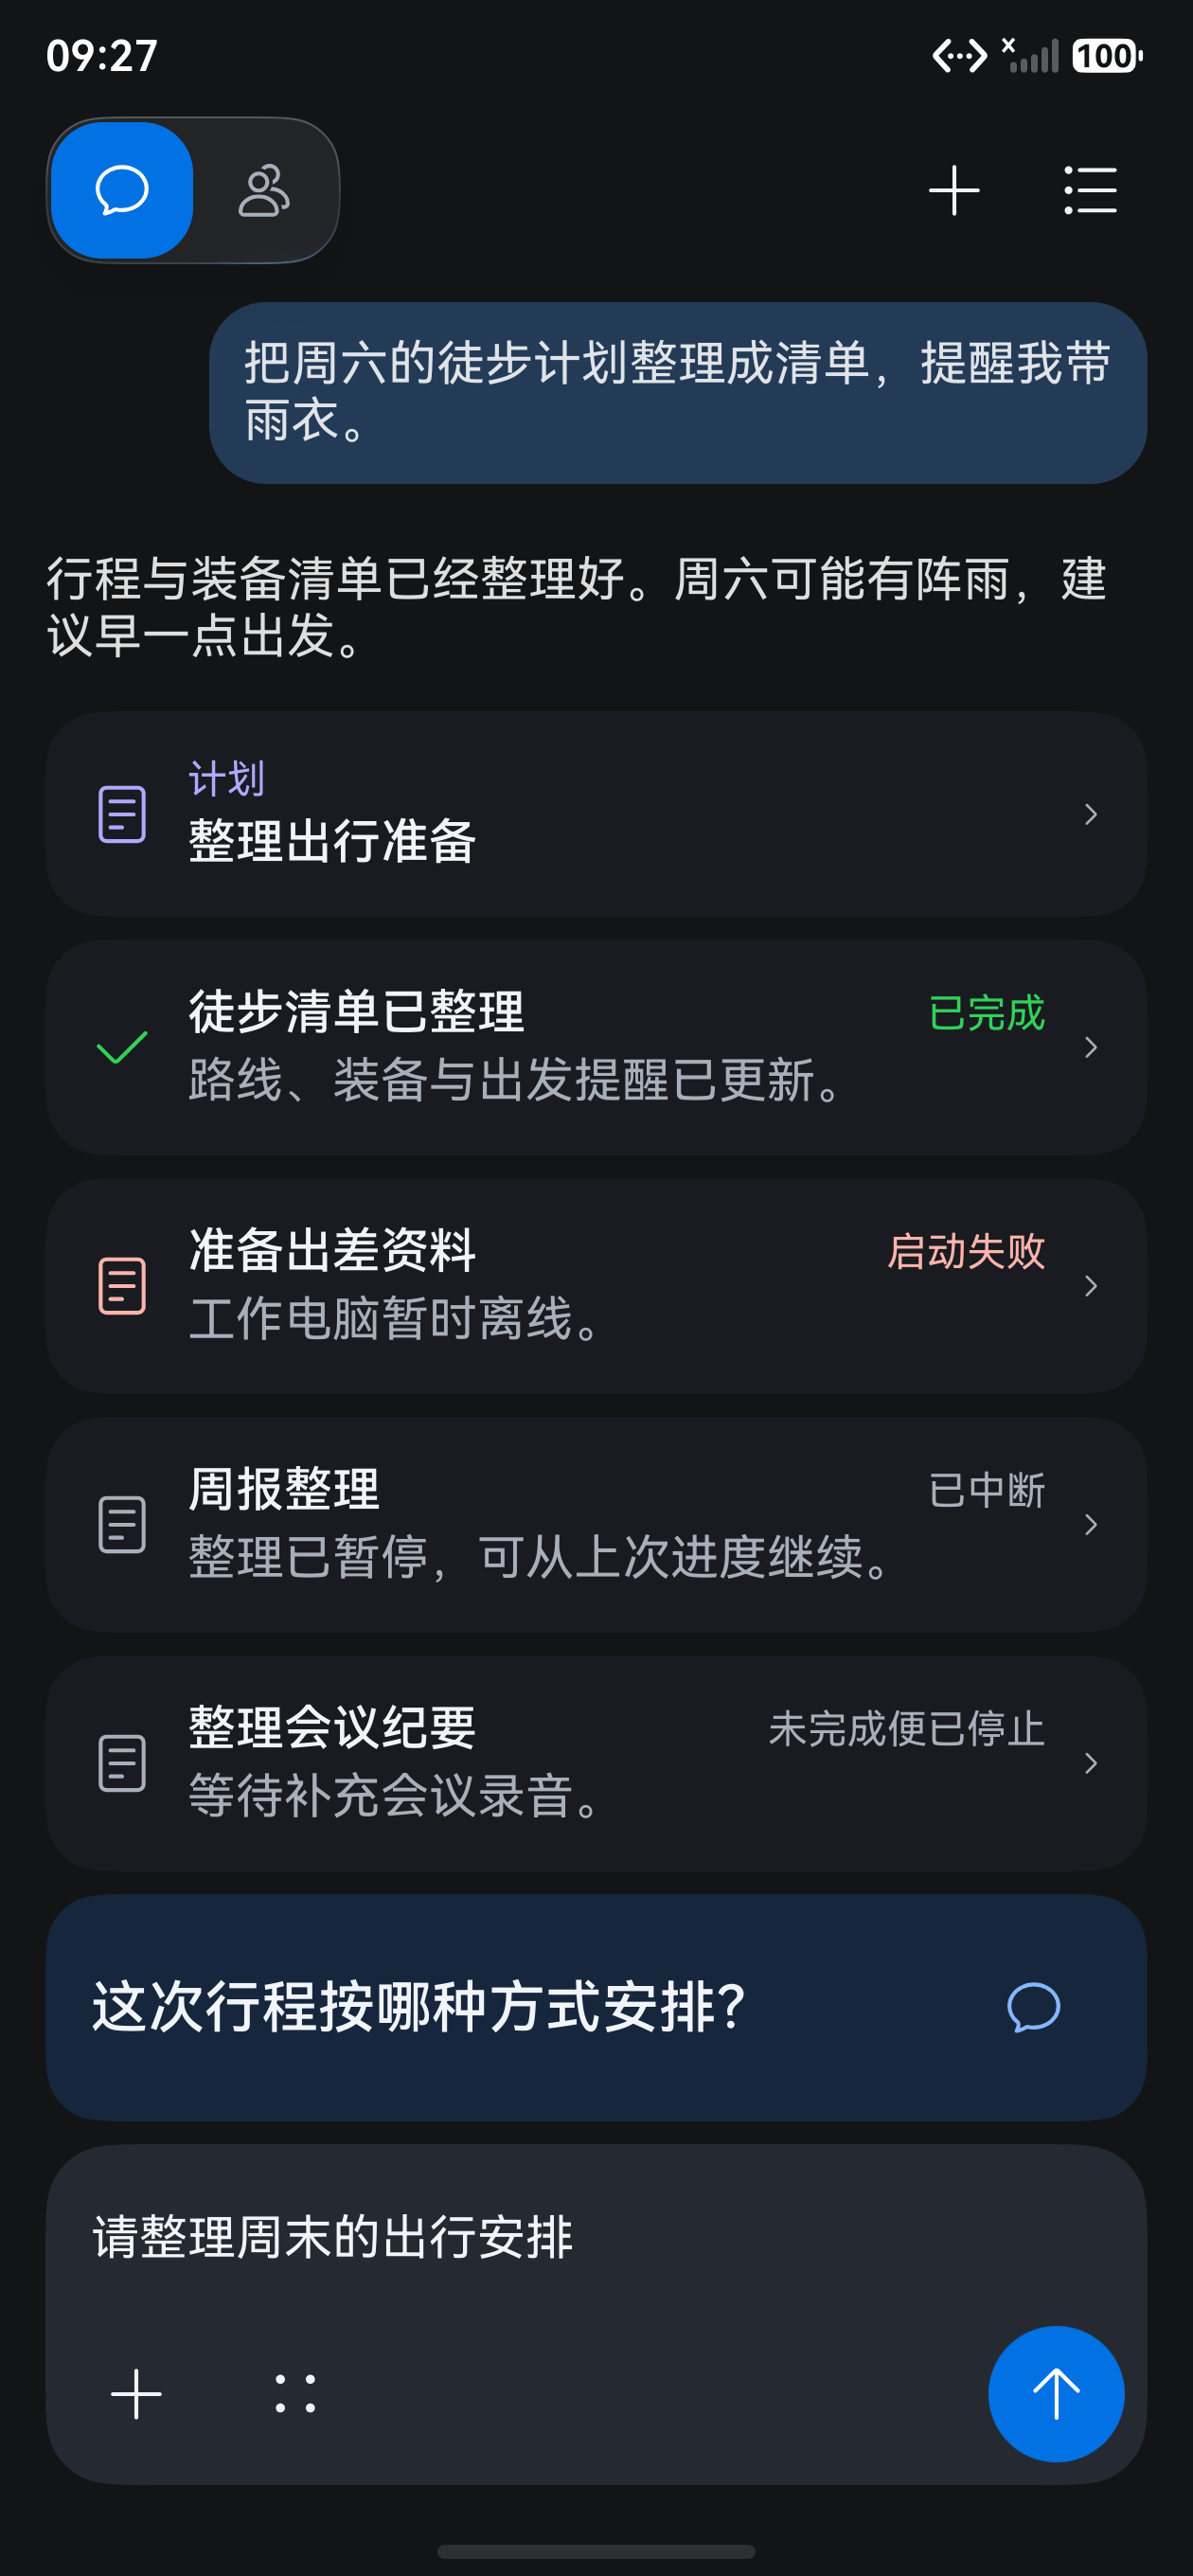 09:27
100
把周六的徒步计划整理成清单，提醒我带
雨衣。
行程与装备清单已经整理好。周六可能有阵雨，建
议早一点出发。
计划
整理出行准备
徒步清单已整理
已完成
路线、装备与出发提醒已更新。
准备出差资料
启动失败
工作电脑暂时离线。
周报整理
已中断
整理已暂停，可从上次进度继续。
整理会议纪要
未完成便已停止
等待补充会议录音。
这次行程按哪种方式安排？
请整理周末的出行安排